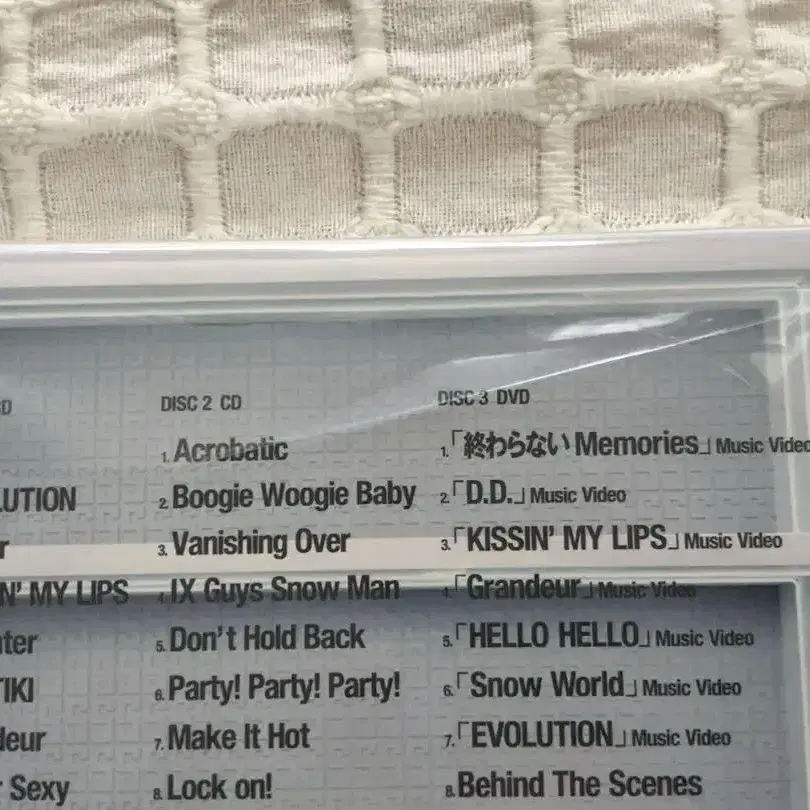 D
LUTION
r
N' MY LIPS
ter
TIKI
deur
Sexy
DISC 2 CD
1. Acrobatic
2. Boogie Woogie Baby
3. Vanishing Over
4. IX Guys Snow Man
5. Don't Hold Back
6. Party! Party! Party!
7. Make It Hot
8. Lock on!
DISC 3 DVD
1.「終わらない Memories」Music Video
2.「D.D.」Music Video
3.「KISSIN' MY LIPS」Music Video
4.「Grandeur」Music Video
5.「HELLO HELLO」Music Video
6.「Snow World」Music Video
7.「EVOLUTION」Music Video
8. Behind The Scenes